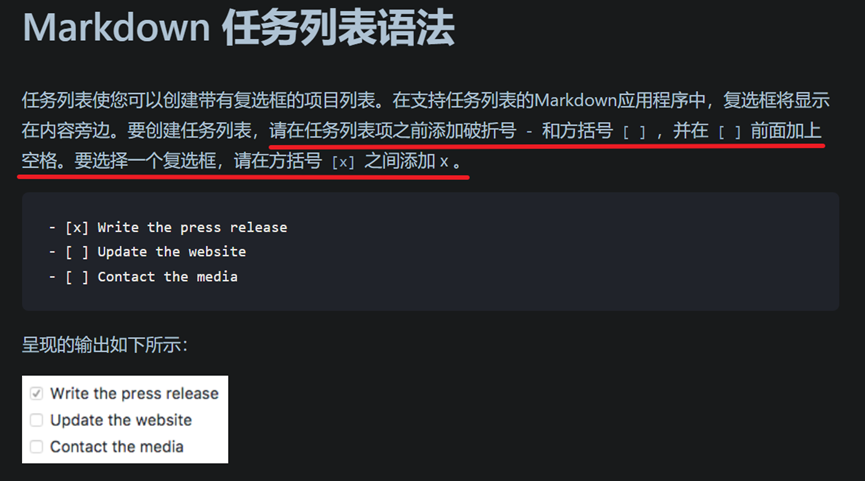 Markdown 任务列表语法
任务列表使您可以创建带有复选框的项目列表。在支持任务列表的Markdown应用程序中，复选框将显示
在内容旁边。要创建任务列表，请在任务列表项之前添加破折号 - 和方括号 [ ] ，并在 [ ] 前面加上
空格。要选择一个复选框，请在方括号 [x] 之间添加 x 。
- [x] Write the press release
- [ ] Update the website
- [ ] Contact the media
呈现的输出如下所示：
Write the press release
Update the website
Contact the media